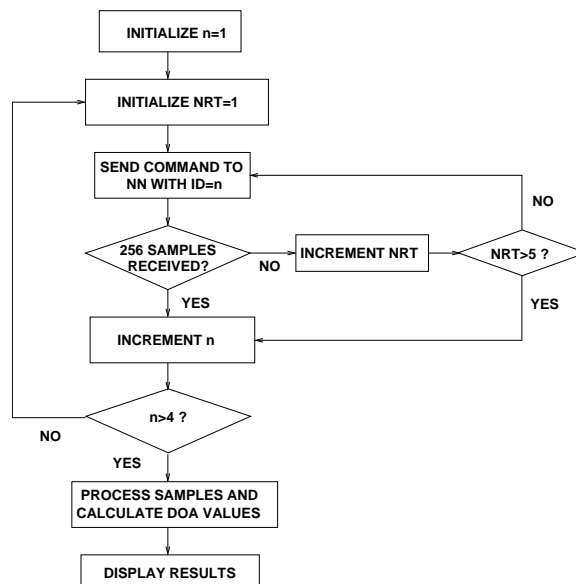 INITIALIZE n=1
INITIALIZE NRT=1
SEND COMMAND TO
NN WITH ID=n
NO
256 SAMPLES
RECEIVED?
NO
INCREMENT NRT
NRT>5 ?
YES
YES
INCREMENT n
n>4 ?
NO
YES
PROCESS SAMPLES AND
CALCULATE DOA VALUES
DISPLAY RESULTS